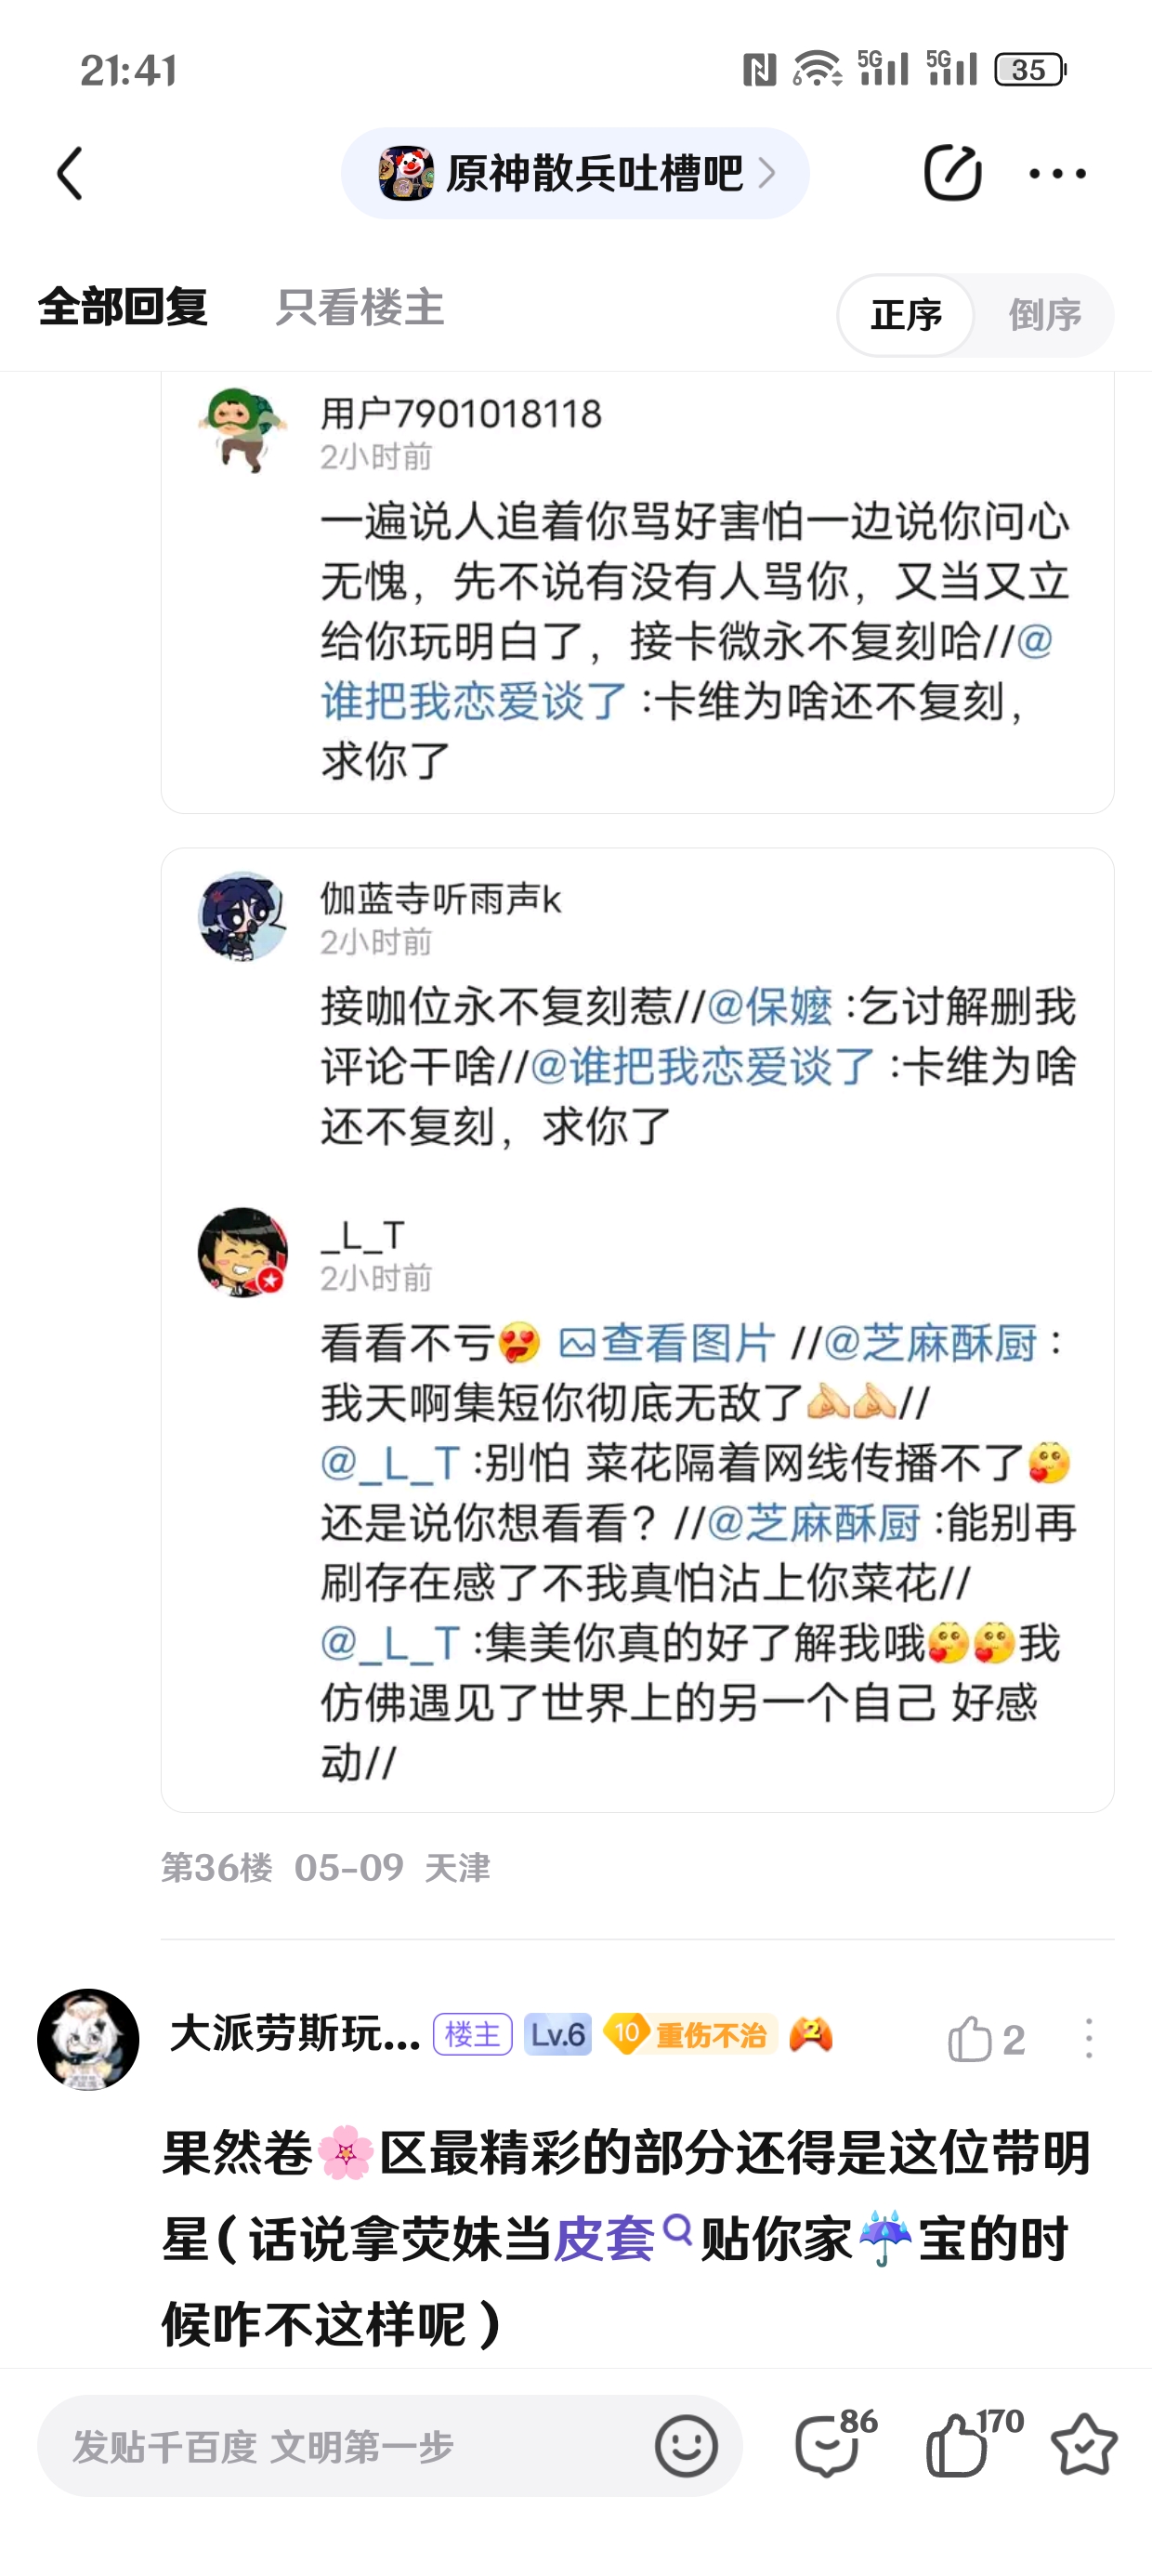 21:41
5G 5G 35
原神散兵吐槽吧
全部回复 只看楼主 正序 倒序
用户7901018118
2小时前
一遍说人追着你骂好害怕一边说你问心
无愧，先不说有没有人骂你，又当又立
给你玩明白了，接卡微永不复刻哈//@
谁把我恋爱谈了 :卡维为啥还不复刻，
求你了
伽蓝寺听雨声k
2小时前
接咖位永不复刻惹//@保嬷 :乞讨解删我
评论干啥//@谁把我恋爱谈了 :卡维为啥
还不复刻，求你了
_L_T
2小时前
看看不亏😍 查看图片 //@芝麻酥厨 :
我天啊集短你彻底无敌了🫴🫴//
@_L_T :别怕 菜花隔着网线传播不了🥰
还是说你想看看？//@芝麻酥厨 :能别再
刷存在感了不我真怕沾上你菜花//
@_L_T :集美你真的好了解我哦🥰🥰我
仿佛遇见了世界上的另一个自己 好感
动//
第36楼 05-09 天津
大派劳斯玩... 楼主 Lv.6 10 重伤不治 2 2
果然卷🌸区最精彩的部分还得是这位带明
星(话说拿荧妹当皮套贴你家☔宝的时
候咋不这样呢)
发贴千百度 文明第一步 86 170